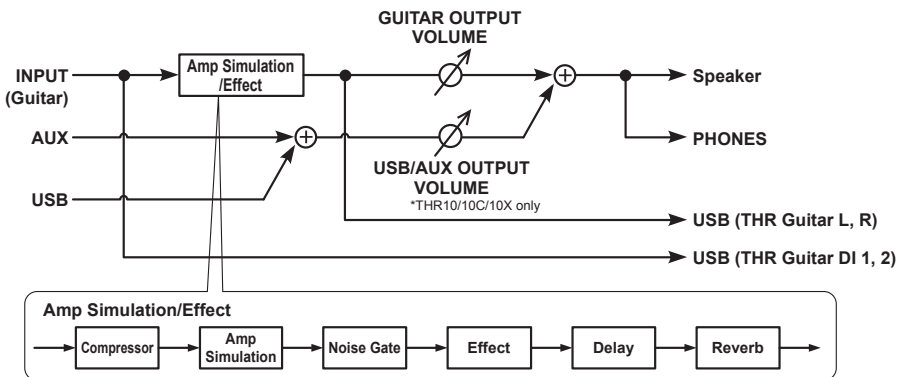 GUITAR OUTPUT
VOLUME
INPUT
(Guitar)
Amp Simulation
/Effect
Speaker
AUX
PHONES
USB/AUX OUTPUT
VOLUME
*THR10/10C/10X only
USB
USB (THR Guitar L, R)
USB (THR Guitar DI 1, 2)
Amp Simulation/Effect
Compressor
Amp
Simulation
Noise Gate
Effect
Delay
Reverb